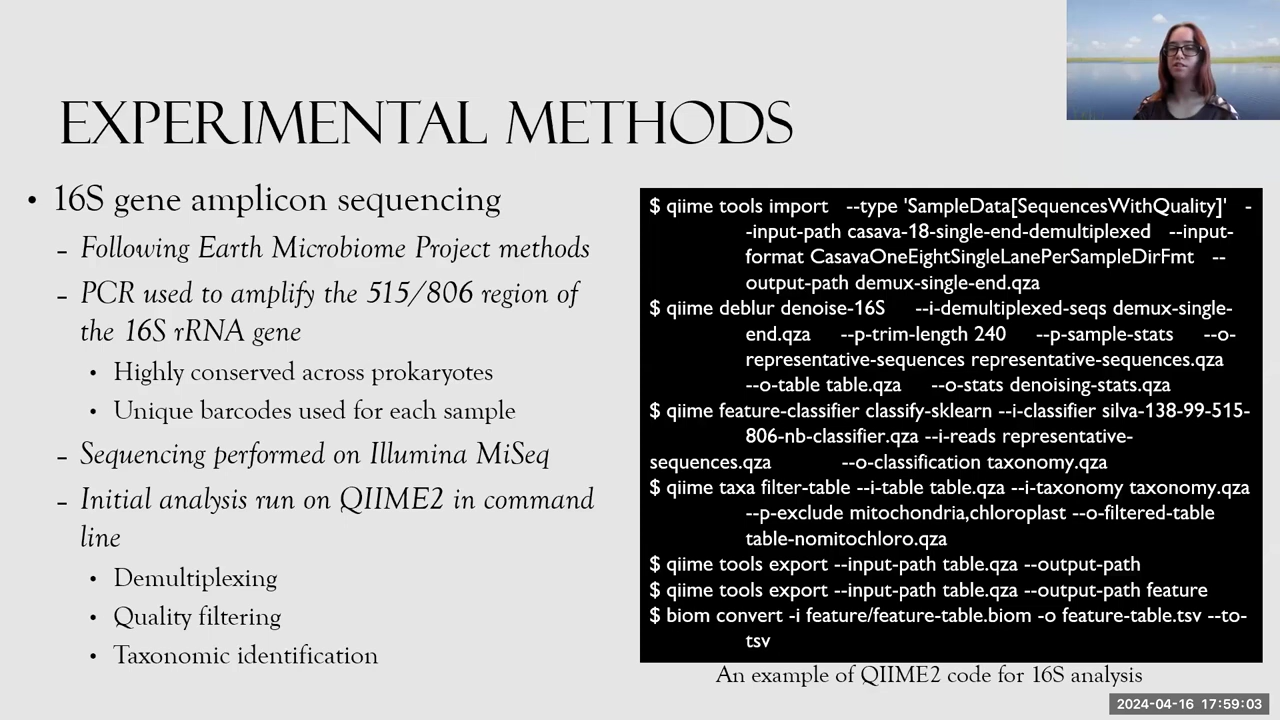 EXPERIMENTAL METHODS
• 16S gene amplicon sequencing
– Following Earth Microbiome Project methods
– PCR used to amplify the 515/806 region of
the 16S rRNA gene
• Highly conserved across prokaryotes
• Unique barcodes used for each sample
– Sequencing performed on Illumina MiSeq
– Initial analysis run on QIIME2 in command
line
• Demultiplexing
• Quality filtering
• Taxonomic identification
$ qiime tools import --type 'SampleData[SequencesWithQuality]' -
-input-path casava-18-single-end-demultiplexed --input-
format CasavaOneEightSingleLanePerSampleDirFmt --
output-path demux-single-end.qza
$ qiime deblur denoise-16S --i-demultiplexed-seqs demux-single-
end.qza --p-trim-length 240 --p-sample-stats --o-
representative-sequences representative-sequences.qza
--o-table table.qza --o-stats denoising-stats.qza
$ qiime feature-classifier classify-sklearn --i-classifier silva-138-99-515-
806-nb-classifier.qza --i-reads representative-
sequences.qza --o-classification taxonomy.qza
$ qiime taxa filter-table --i-table table.qza --i-taxonomy taxonomy.qza
--p-exclude mitochondria,chloroplast --o-filtered-table
table-nomitochloro.qza
$ qiime tools export --input-path table.qza --output-path
$ qiime tools export --input-path table.qza --output-path feature
$ biom convert -i feature/feature-table.biom -o feature-table.tsv --to-
tsv
An example of QIIME2 code for 16S analysis
2024-04-16 17:59:03